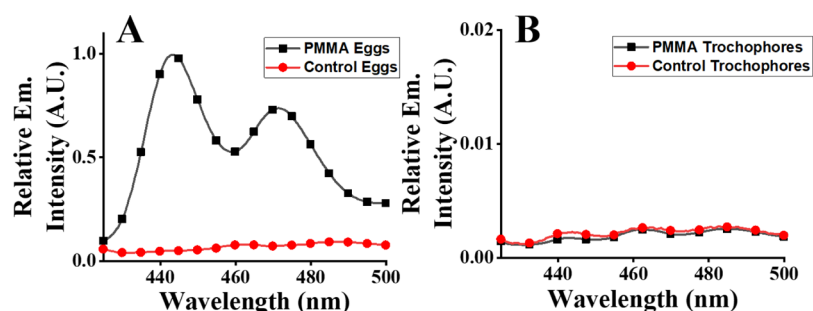 A
PMMA Eggs
Control Eggs
Relative Em.
Intensity (A.U.)
1.0
0.5
0.0
440 460 480 500
Wavelength (nm)
B
PMMA Trochophores
Control Trochophores
Relative Em.
Intensity (A.U.)
0.02
0.01
0.00
440 460 480 500
Wavelength (nm)